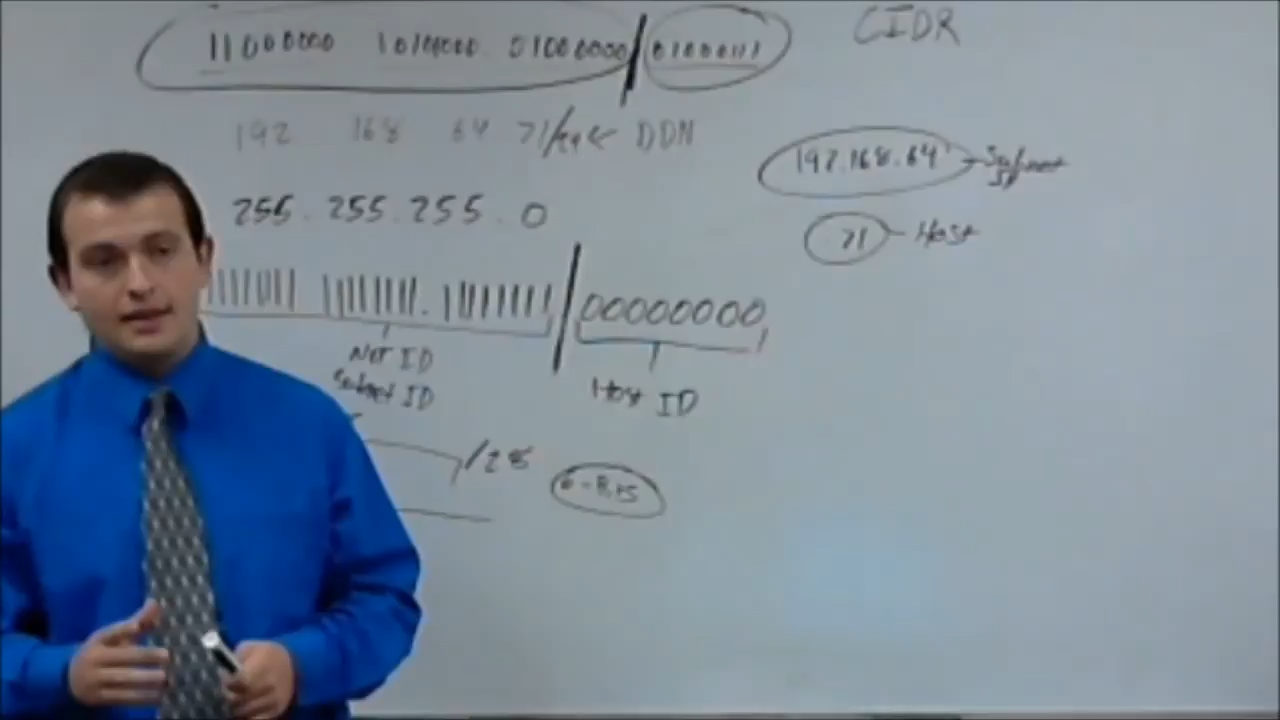 11000000 10101000.01000000/01000111
CIDR
192 168 64 71/24 ← DDN
192.168.64 - Subnet ID
71 - Host
255.255.255.0
11111111 11111111.11111111/00000000
Net ID
Subnet ID
Host ID
/28